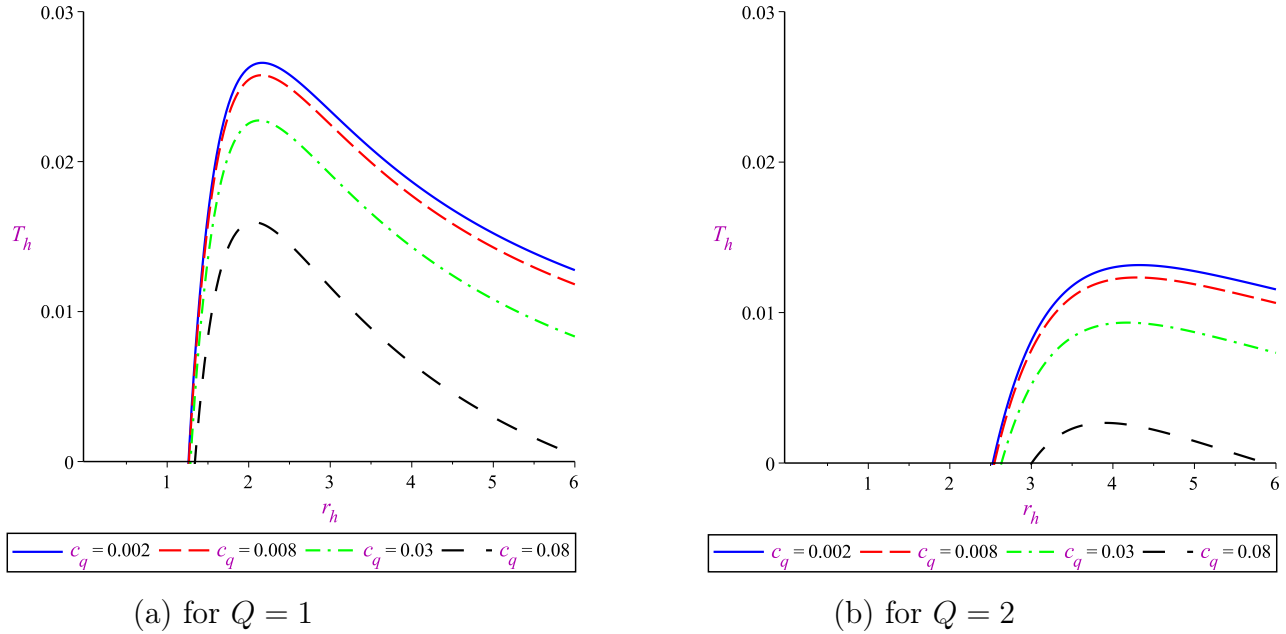 0.03
0.02
T_h
0.01
0
1 2 3 4 5 6
r_h
c_q = 0.002 c_q = 0.008 c_q = 0.03 c_q = 0.08
(a) for Q = 1
0.03
0.02
T_h
0.01
0
1 2 3 4 5 6
r_h
c_q = 0.002 c_q = 0.008 c_q = 0.03 c_q = 0.08
(b) for Q = 2